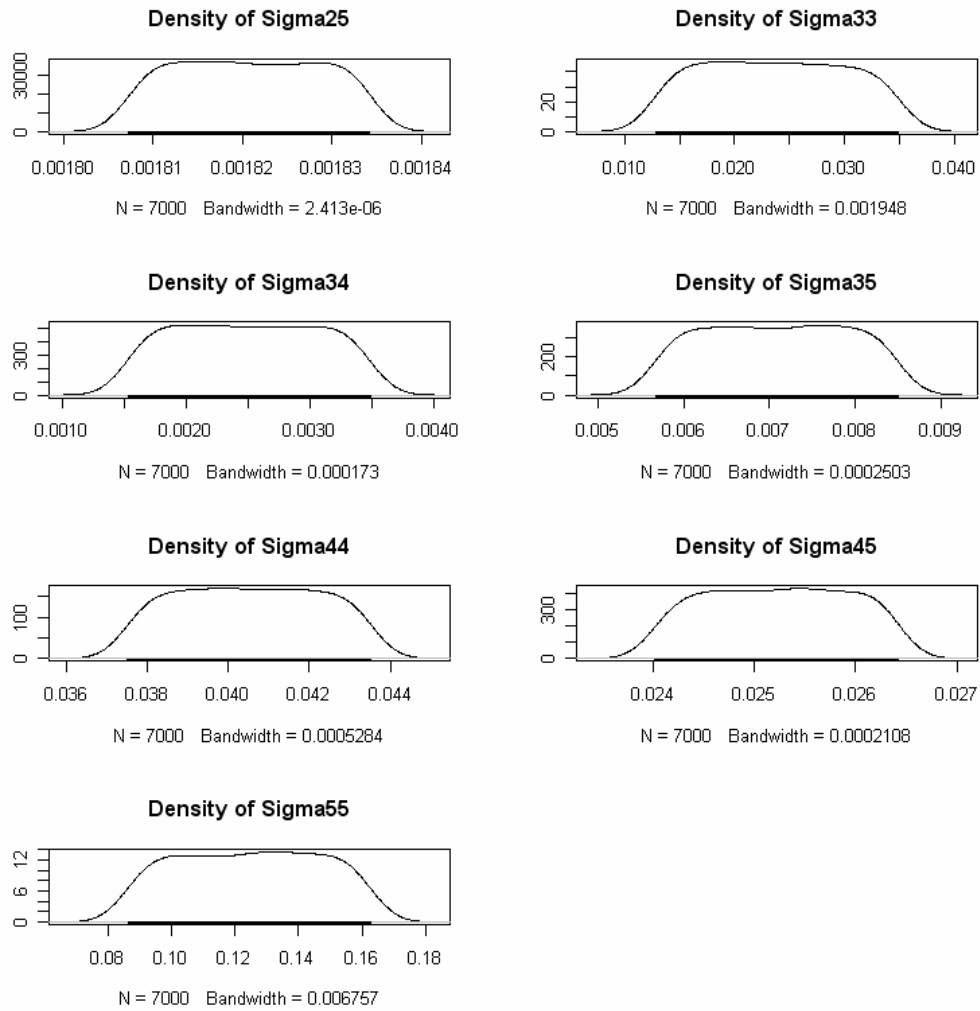 Density of Sigma25
0 30000
0.00180 0.00181 0.00182 0.00183 0.00184
N = 7000 Bandwidth = 2.413e-06
Density of Sigma33
0 20
0.010 0.020 0.030 0.040
N = 7000 Bandwidth = 0.001948
Density of Sigma34
0 300
0.0010 0.0020 0.0030 0.0040
N = 7000 Bandwidth = 0.000173
Density of Sigma35
0 200
0.005 0.006 0.007 0.008 0.009
N = 7000 Bandwidth = 0.0002503
Density of Sigma44
0 100
0.036 0.038 0.040 0.042 0.044
N = 7000 Bandwidth = 0.0005284
Density of Sigma45
0 300
0.024 0.025 0.026 0.027
N = 7000 Bandwidth = 0.0002108
Density of Sigma55
0 6 12
0.08 0.10 0.12 0.14 0.16 0.18
N = 7000 Bandwidth = 0.006757